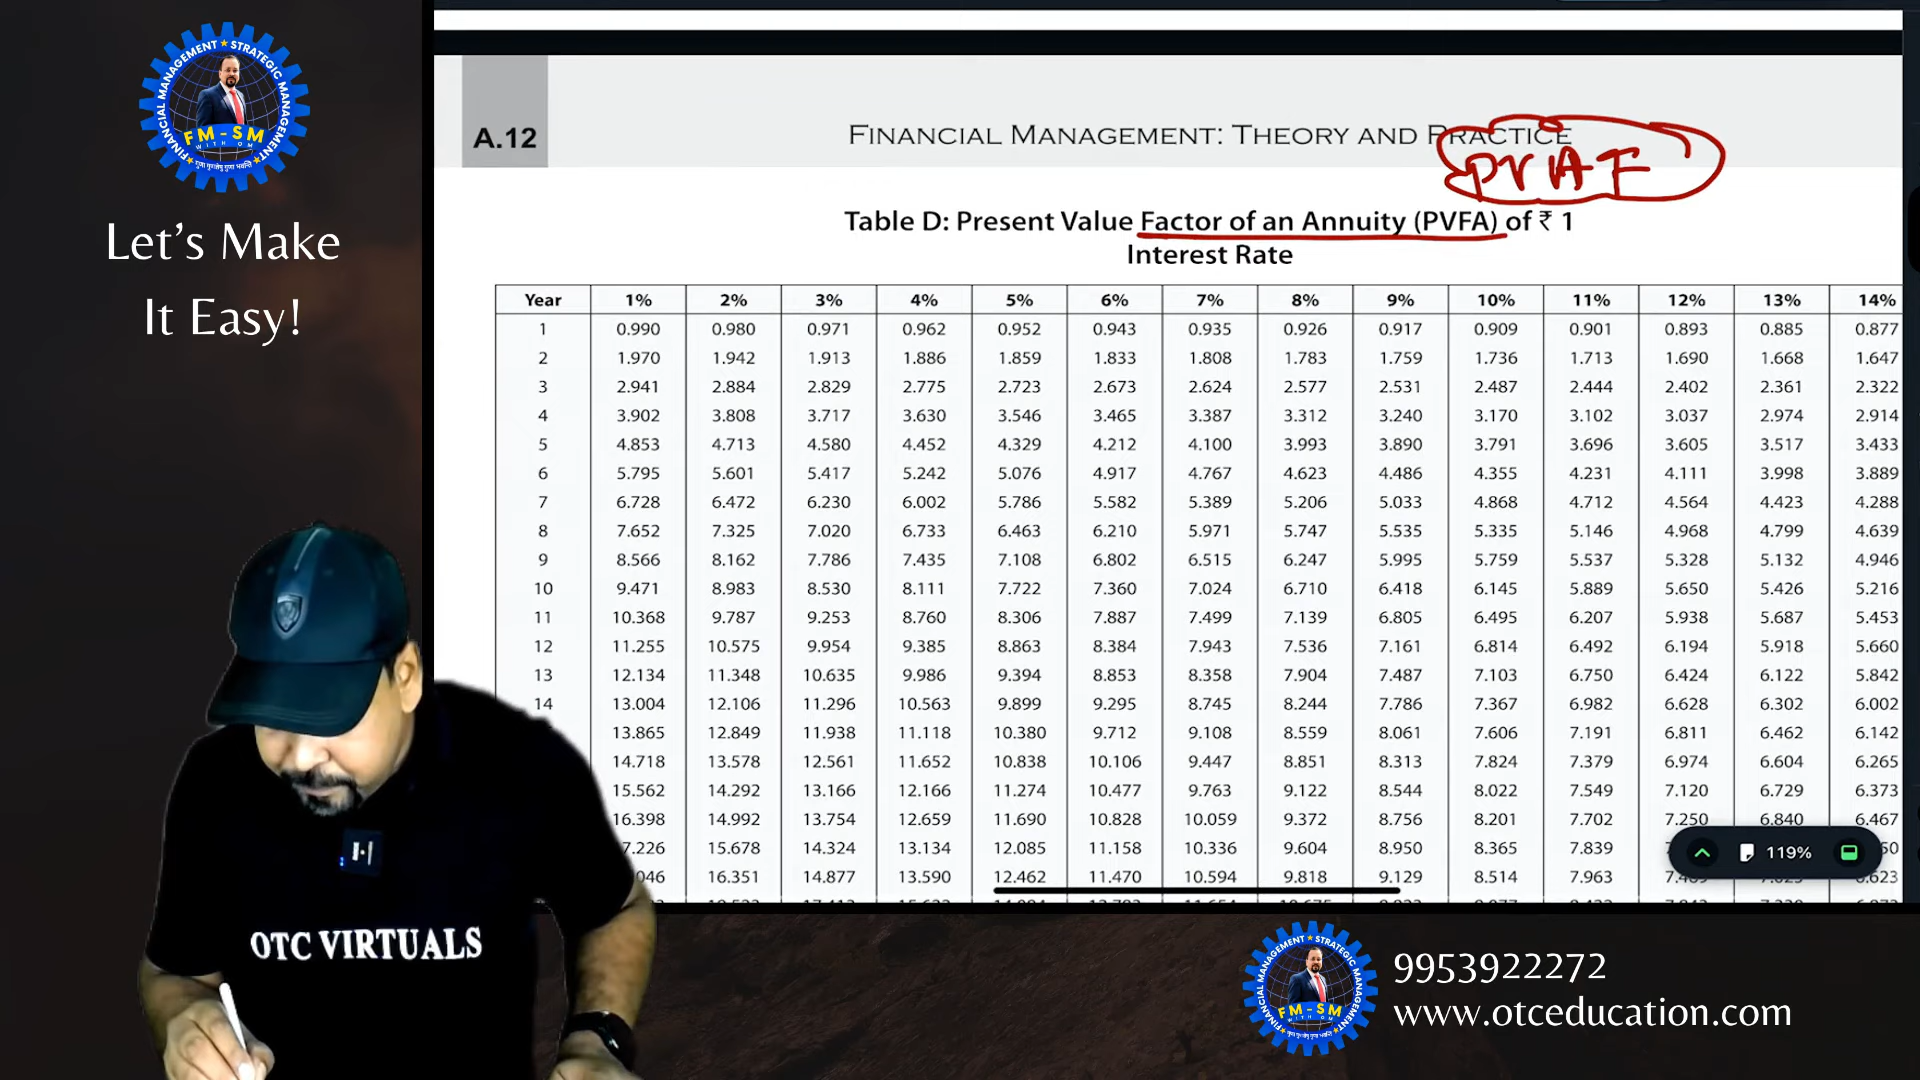 FINANCIAL MANAGEMENT ★ STRATEGIC MANAGEMENT
FM-SM
WITH OM
Let's Make
It Easy!
A.12
FINANCIAL MANAGEMENT: THEORY AND PRACTICE
PVIAF
Table D: Present Value Factor of an Annuity (PVFA) of ₹ 1
Interest Rate
Year 1% 2% 3% 4% 5% 6% 7% 8% 9% 10% 11% 12% 13% 14%
1 0.990 0.980 0.971 0.962 0.952 0.943 0.935 0.926 0.917 0.909 0.901 0.893 0.885 0.877
2 1.970 1.942 1.913 1.886 1.859 1.833 1.808 1.783 1.759 1.736 1.713 1.690 1.668 1.647
3 2.941 2.884 2.829 2.775 2.723 2.673 2.624 2.577 2.531 2.487 2.444 2.402 2.361 2.322
4 3.902 3.808 3.717 3.630 3.546 3.465 3.387 3.312 3.240 3.170 3.102 3.037 2.974 2.914
5 4.853 4.713 4.580 4.452 4.329 4.212 4.100 3.993 3.890 3.791 3.696 3.605 3.517 3.433
6 5.795 5.601 5.417 5.242 5.076 4.917 4.767 4.623 4.486 4.355 4.231 4.111 3.998 3.889
7 6.728 6.472 6.230 6.002 5.786 5.582 5.389 5.206 5.033 4.868 4.712 4.564 4.423 4.288
8 7.652 7.325 7.020 6.733 6.463 6.210 5.971 5.747 5.535 5.335 5.146 4.968 4.799 4.639
9 8.566 8.162 7.786 7.435 7.108 6.802 6.515 6.247 5.995 5.759 5.537 5.328 5.132 4.946
10 9.471 8.983 8.530 8.111 7.722 7.360 7.024 6.710 6.418 6.145 5.889 5.650 5.426 5.216
11 10.368 9.787 9.253 8.760 8.306 7.887 7.499 7.139 6.805 6.495 6.207 5.938 5.687 5.453
12 11.255 10.575 9.954 9.385 8.863 8.384 7.943 7.536 7.161 6.814 6.492 6.194 5.918 5.660
13 12.134 11.348 10.635 9.986 9.394 8.853 8.358 7.904 7.487 7.103 6.750 6.424 6.122 5.842
14 13.004 12.106 11.296 10.563 9.899 9.295 8.745 8.244 7.786 7.367 6.982 6.628 6.302 6.002
13.865 12.849 11.938 11.118 10.380 9.712 9.108 8.559 8.061 7.606 7.191 6.811 6.462 6.142
14.718 13.578 12.561 11.652 10.838 10.106 9.447 8.851 8.313 7.824 7.379 6.974 6.604 6.265
15.562 14.292 13.166 12.166 11.274 10.477 9.763 9.122 8.544 8.022 7.549 7.120 6.729 6.373
16.398 14.992 13.754 12.659 11.690 10.828 10.059 9.372 8.756 8.201 7.702 7.250 6.840 6.467
7.226 15.678 14.324 13.134 12.085 11.158 10.336 9.604 8.950 8.365 7.839
046 16.351 14.877 13.590 12.462 11.470 10.594 9.818 9.129 8.514 7.963
119%
OTC VIRTUALS
FINANCIAL MANAGEMENT ★ STRATEGIC MANAGEMENT
FM-SM
WITH OM
9953922272
www.otceducation.com